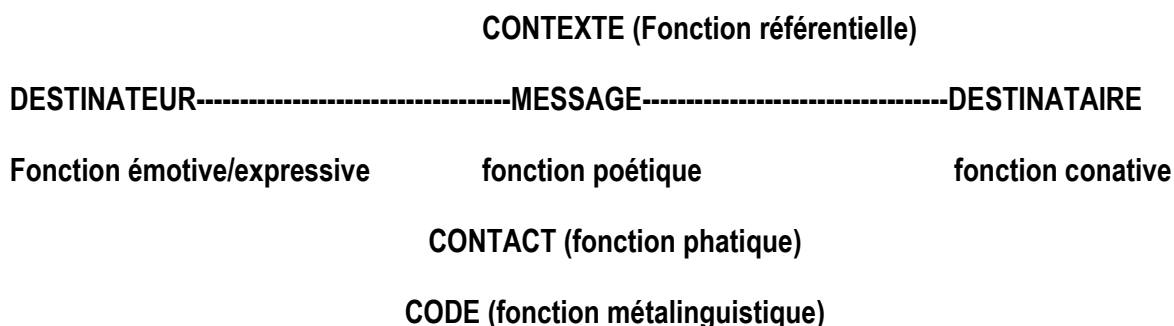 CONTEXTE (Fonction référentielle)
DESTINATEUR------------------------------------MESSAGE-----------------------------------DESTINATAIRE
Fonction émotive/expressive fonction poétique fonction conative
CONTACT (fonction phatique)
CODE (fonction métalinguistique)